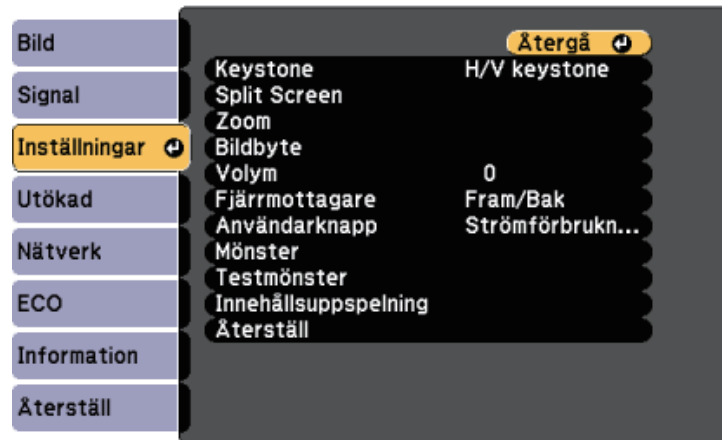 Bild
Signal
Inställningar
Utökad
Nätverk
ECO
Information
Återställ
Återgå
Keystone H/V keystone
Split Screen
Zoom
Bildbyte
Volym 0
Fjärrmottagare Fram/Bak
Användarknapp Strömförbrukn...
Mönster
Testmönster
Innehållsuppspelning
Återställ